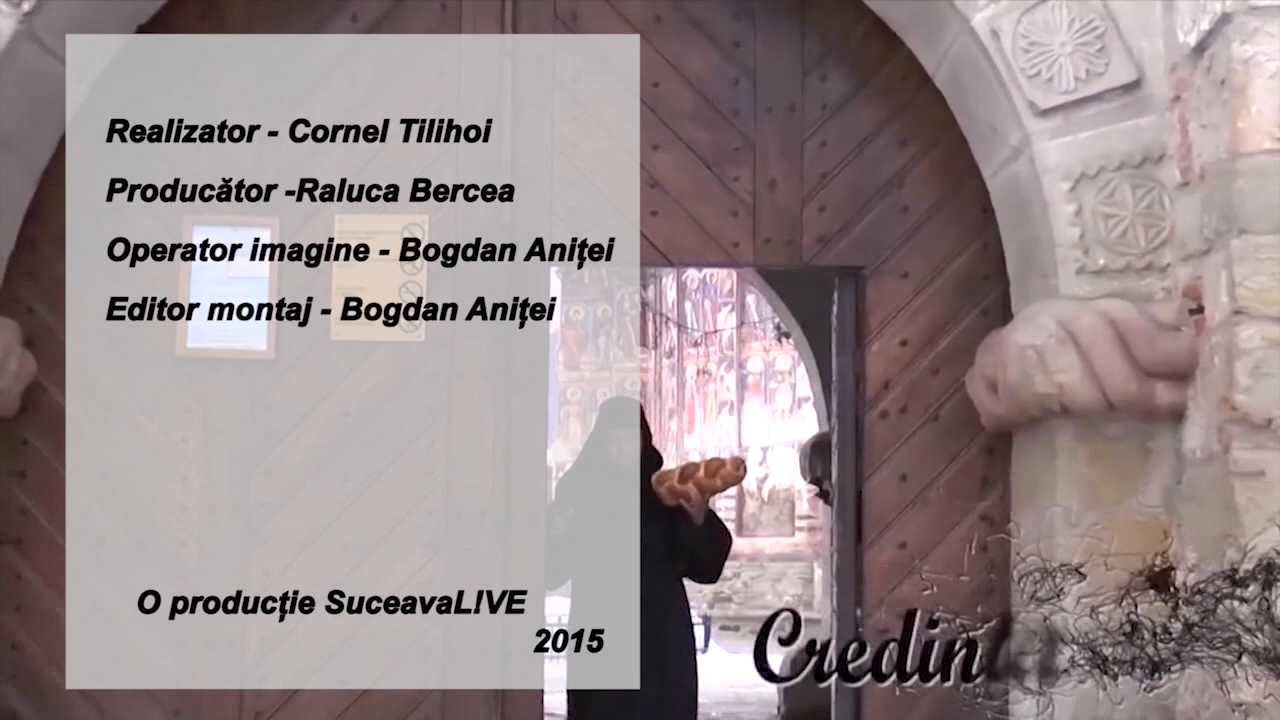 Realizator - Cornel Tilihoi
Producător -Raluca Bercea
Operator imagine - Bogdan Aniței
Editor montaj - Bogdan Aniței
O producție SuceavaL!VE
2015